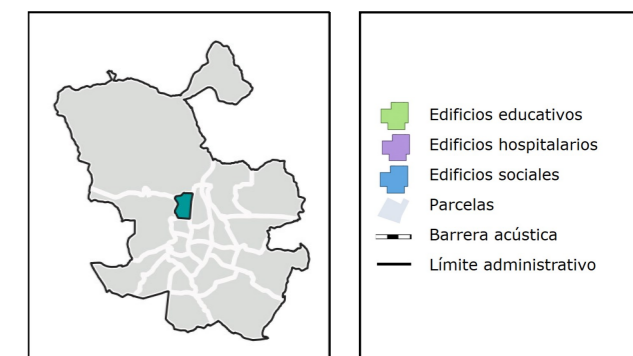 Edificios educativos
Edificios hospitalarios
Edificios sociales
Parcelas
Barrera acústica
Límite administrativo